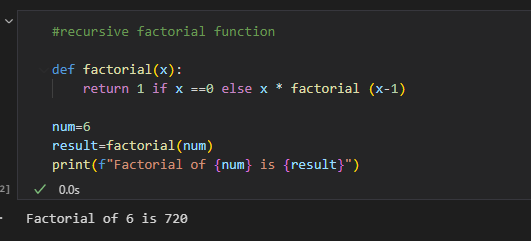 #recursive factorial function
def factorial(x):
    return 1 if x ==0 else x * factorial (x-1)
num=6
result=factorial(num)
print(f"Factorial of {num} is {result}")
2]
0.0s
Factorial of 6 is 720